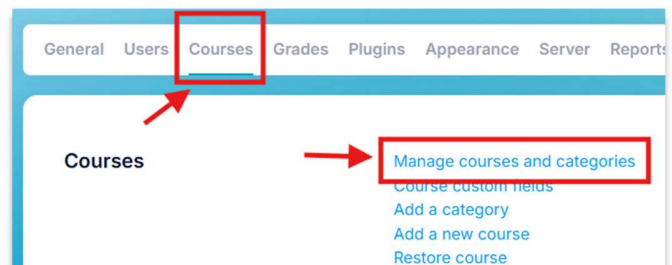 General Users Courses Grades Plugins Appearance Server Reports
Courses
Manage courses and categories
Course custom fields
Add a category
Add a new course
Restore course